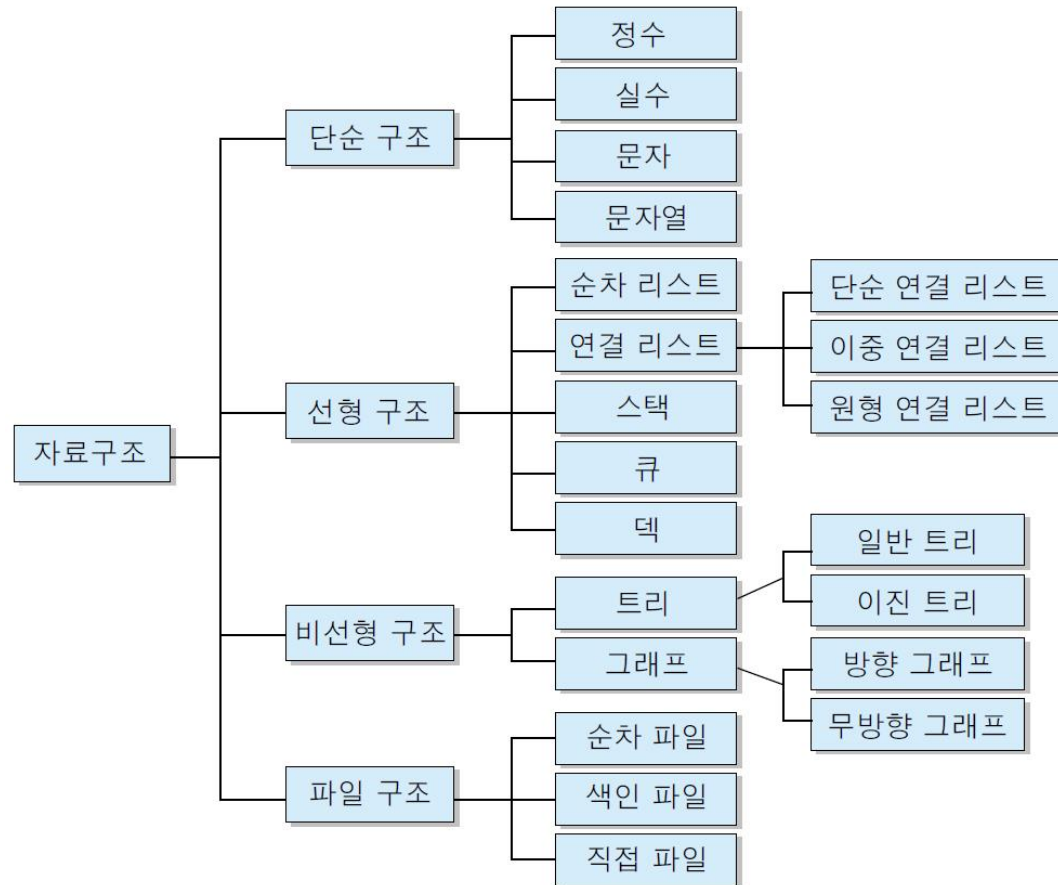 자료구조
단순 구조
정수
실수
문자
문자열
선형 구조
순차 리스트
연결 리스트
단순 연결 리스트
이중 연결 리스트
원형 연결 리스트
스택
큐
덱
비선형 구조
트리
일반 트리
이진 트리
그래프
방향 그래프
무방향 그래프
파일 구조
순차 파일
색인 파일
직접 파일